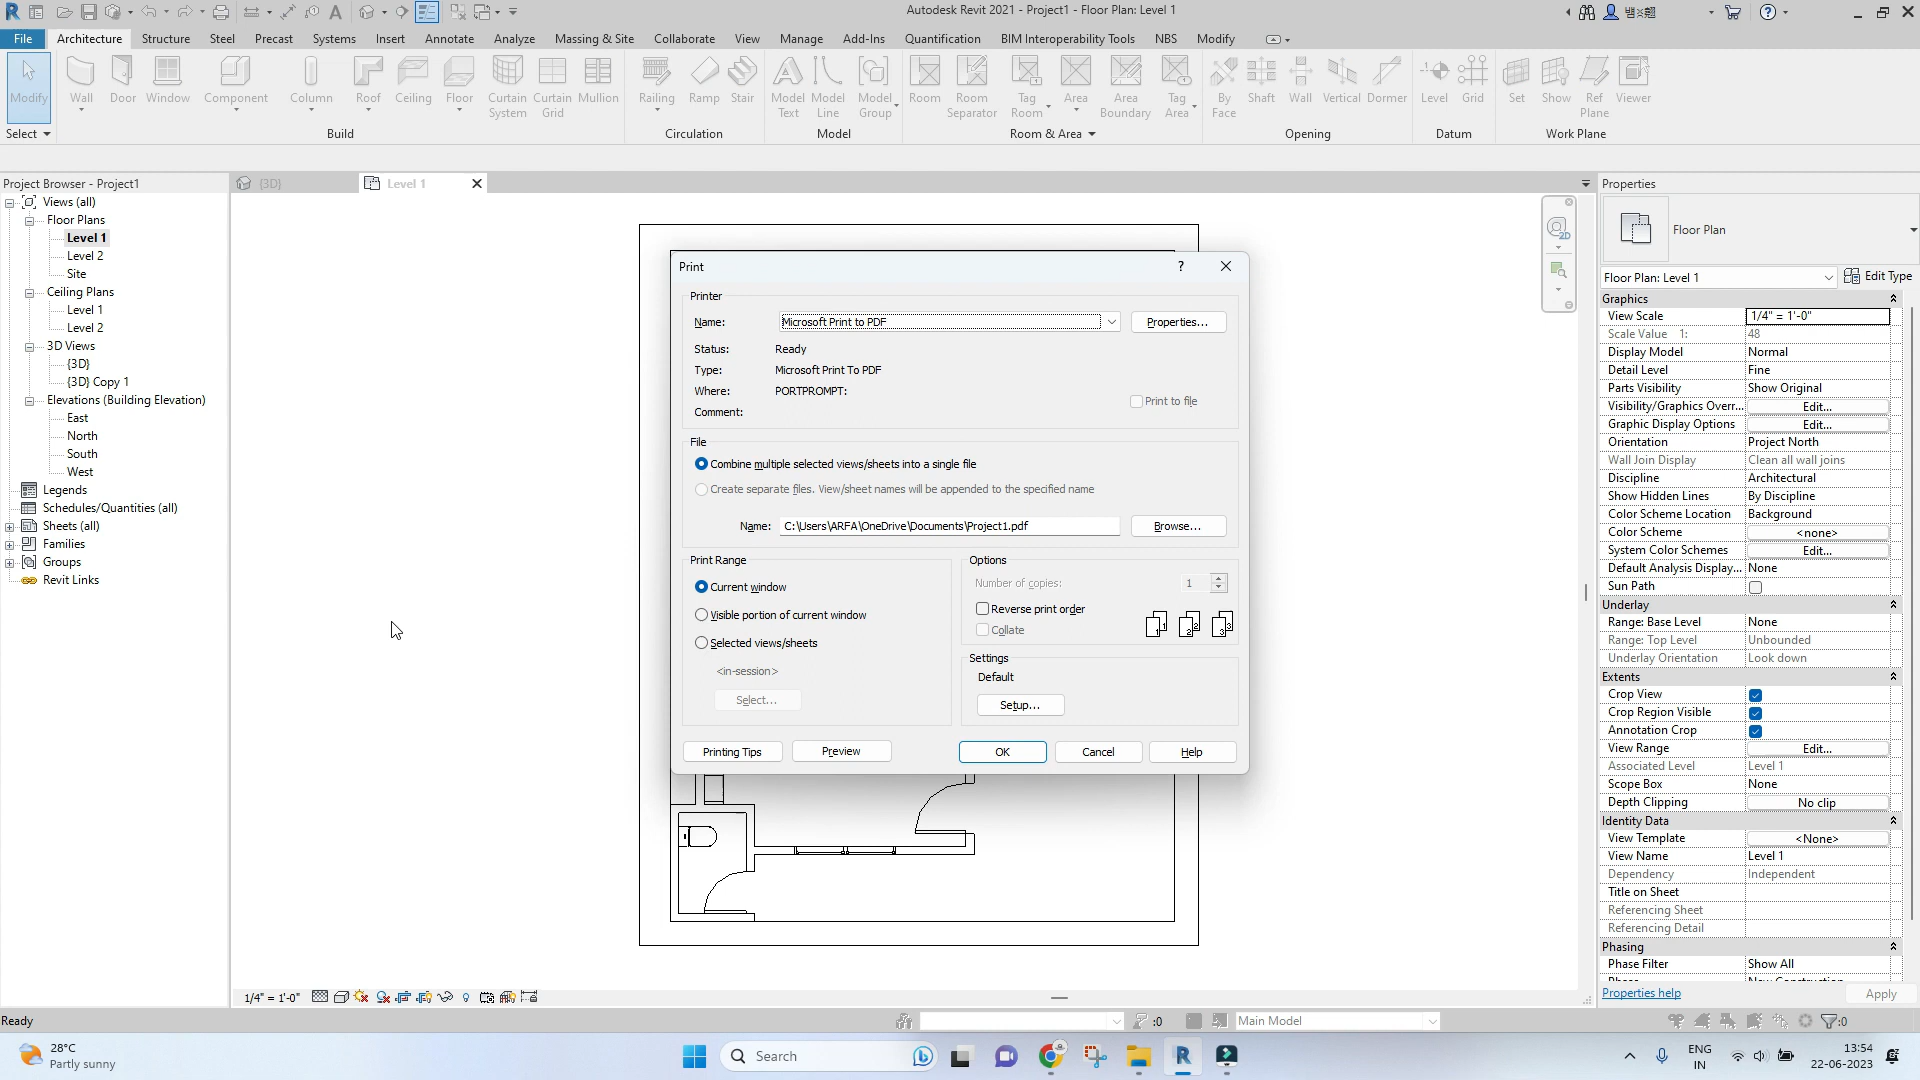 Autodesk Revit 2021 - Project1 - Floor Plan: Level 1
File Architecture Structure Steel Precast Systems Insert Annotate Analyze Massing & Site Collaborate View Manage Add-Ins Quantification BIM Interoperability Tools NBS Modify
Modify Wall Door Window Component Column Roof Ceiling Floor Curtain System Curtain Grid Mullion Railing Ramp Stair Model Text Model Line Model Group Room Room Separator Tag Room Area Area Boundary Tag Area By Face Shaft Wall Vertical Dormer Level Grid Set Show Ref Plane Viewer
Select Build Circulation Model Room & Area Opening Datum Work Plane
Project Browser - Project1
Views (all)
Floor Plans
Level 1
Level 2
Site
Ceiling Plans
Level 1
Level 2
3D Views
{3D}
{3D} Copy 1
Elevations (Building Elevation)
East
North
South
West
Legends
Schedules/Quantities (all)
Sheets (all)
Families
Groups
Revit Links
{3D}
Level 1
Print
?
Printer
Name: Microsoft Print to PDF Properties...
Status: Ready
Type: Microsoft Print To PDF
Where: PORTPROMPT:
Comment: Print to file
File
Combine multiple selected views/sheets into a single file
Create separate files. View/sheet names will be appended to the specified name
Name: C:\Users\ARFA\OneDrive\Documents\Project1.pdf Browse...
Print Range
Current window
Visible portion of current window
Selected views/sheets
<in-session>
Select...
Options
Number of copies: 1
Reverse print order
Collate
1 1 2 2 3 3
Settings
Default
Setup...
Printing Tips Preview OK Cancel Help
2D
Properties
Floor Plan
Floor Plan: Level 1 Edit Type
Graphics
View Scale 1/4" = 1'-0"
Scale Value 1: 48
Display Model Normal
Detail Level Fine
Parts Visibility Show Original
Visibility/Graphics Overr... Edit...
Graphic Display Options Edit...
Orientation Project North
Wall Join Display Clean all wall joins
Discipline Architectural
Show Hidden Lines By Discipline
Color Scheme Location Background
Color Scheme <none>
System Color Schemes Edit...
Default Analysis Display... None
Sun Path
Underlay
Range: Base Level None
Range: Top Level Unbounded
Underlay Orientation Look down
Extents
Crop View
Crop Region Visible
Annotation Crop
View Range Edit...
Associated Level Level 1
Scope Box None
Depth Clipping No clip
Identity Data
View Template <None>
View Name Level 1
Dependency Independent
Title on Sheet
Referencing Sheet
Referencing Detail
Phasing
Phase Filter Show All
Properties help Apply
1/4" = 1'-0"
Ready
:0
Main Model
:0
28°C
Partly sunny
Search
ENG
IN
13:54
22-06-2023